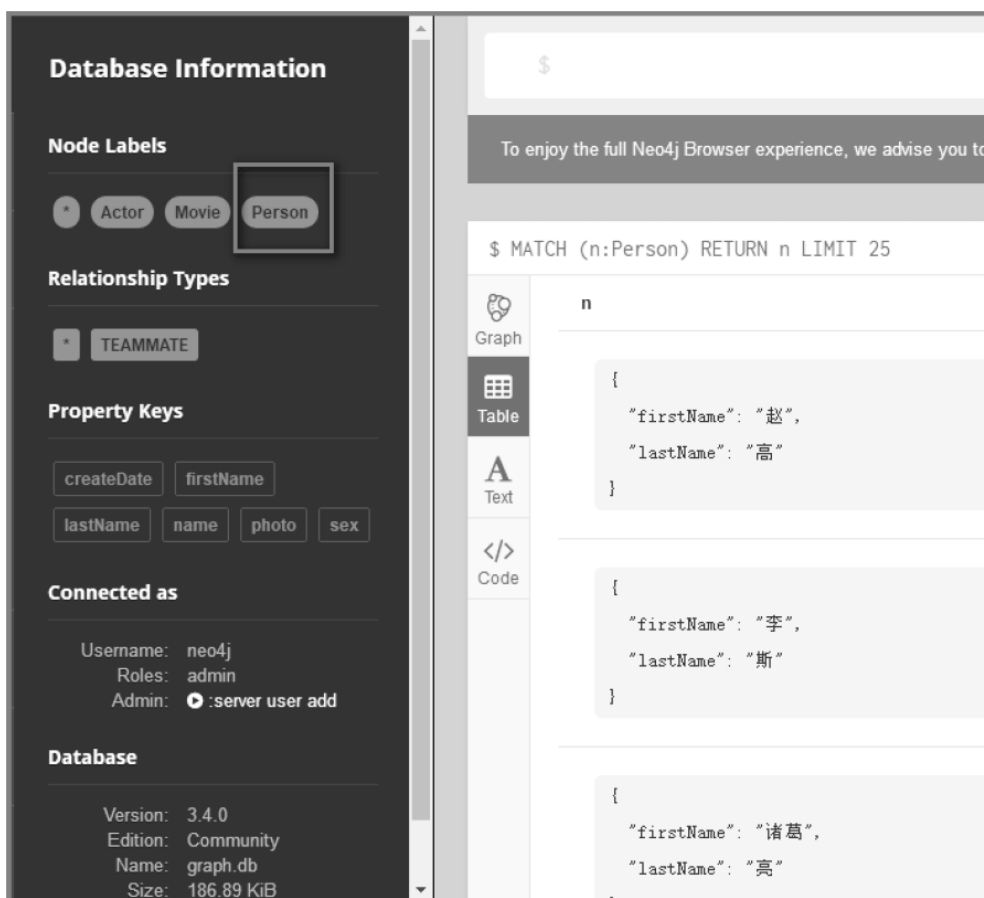 Database Information
Node Labels
* Actor Movie Person
Relationship Types
* TEAMMATE
Property Keys
createDate firstName
lastName name photo sex
Connected as
Username: neo4j
Roles: admin
Admin: :server user add
Database
Version: 3.4.0
Edition: Community
Name: graph.db
Size: 186.89 KiB
$
To enjoy the full Neo4j Browser experience, we advise you to
$ MATCH (n:Person) RETURN n LIMIT 25
Graph
Table
A
Text
</>
Code
n
{
"firstName": "赵",
"lastName": "高"
}
{
"firstName": "李",
"lastName": "斯"
}
{
"firstName": "诸葛",
"lastName": "亮"